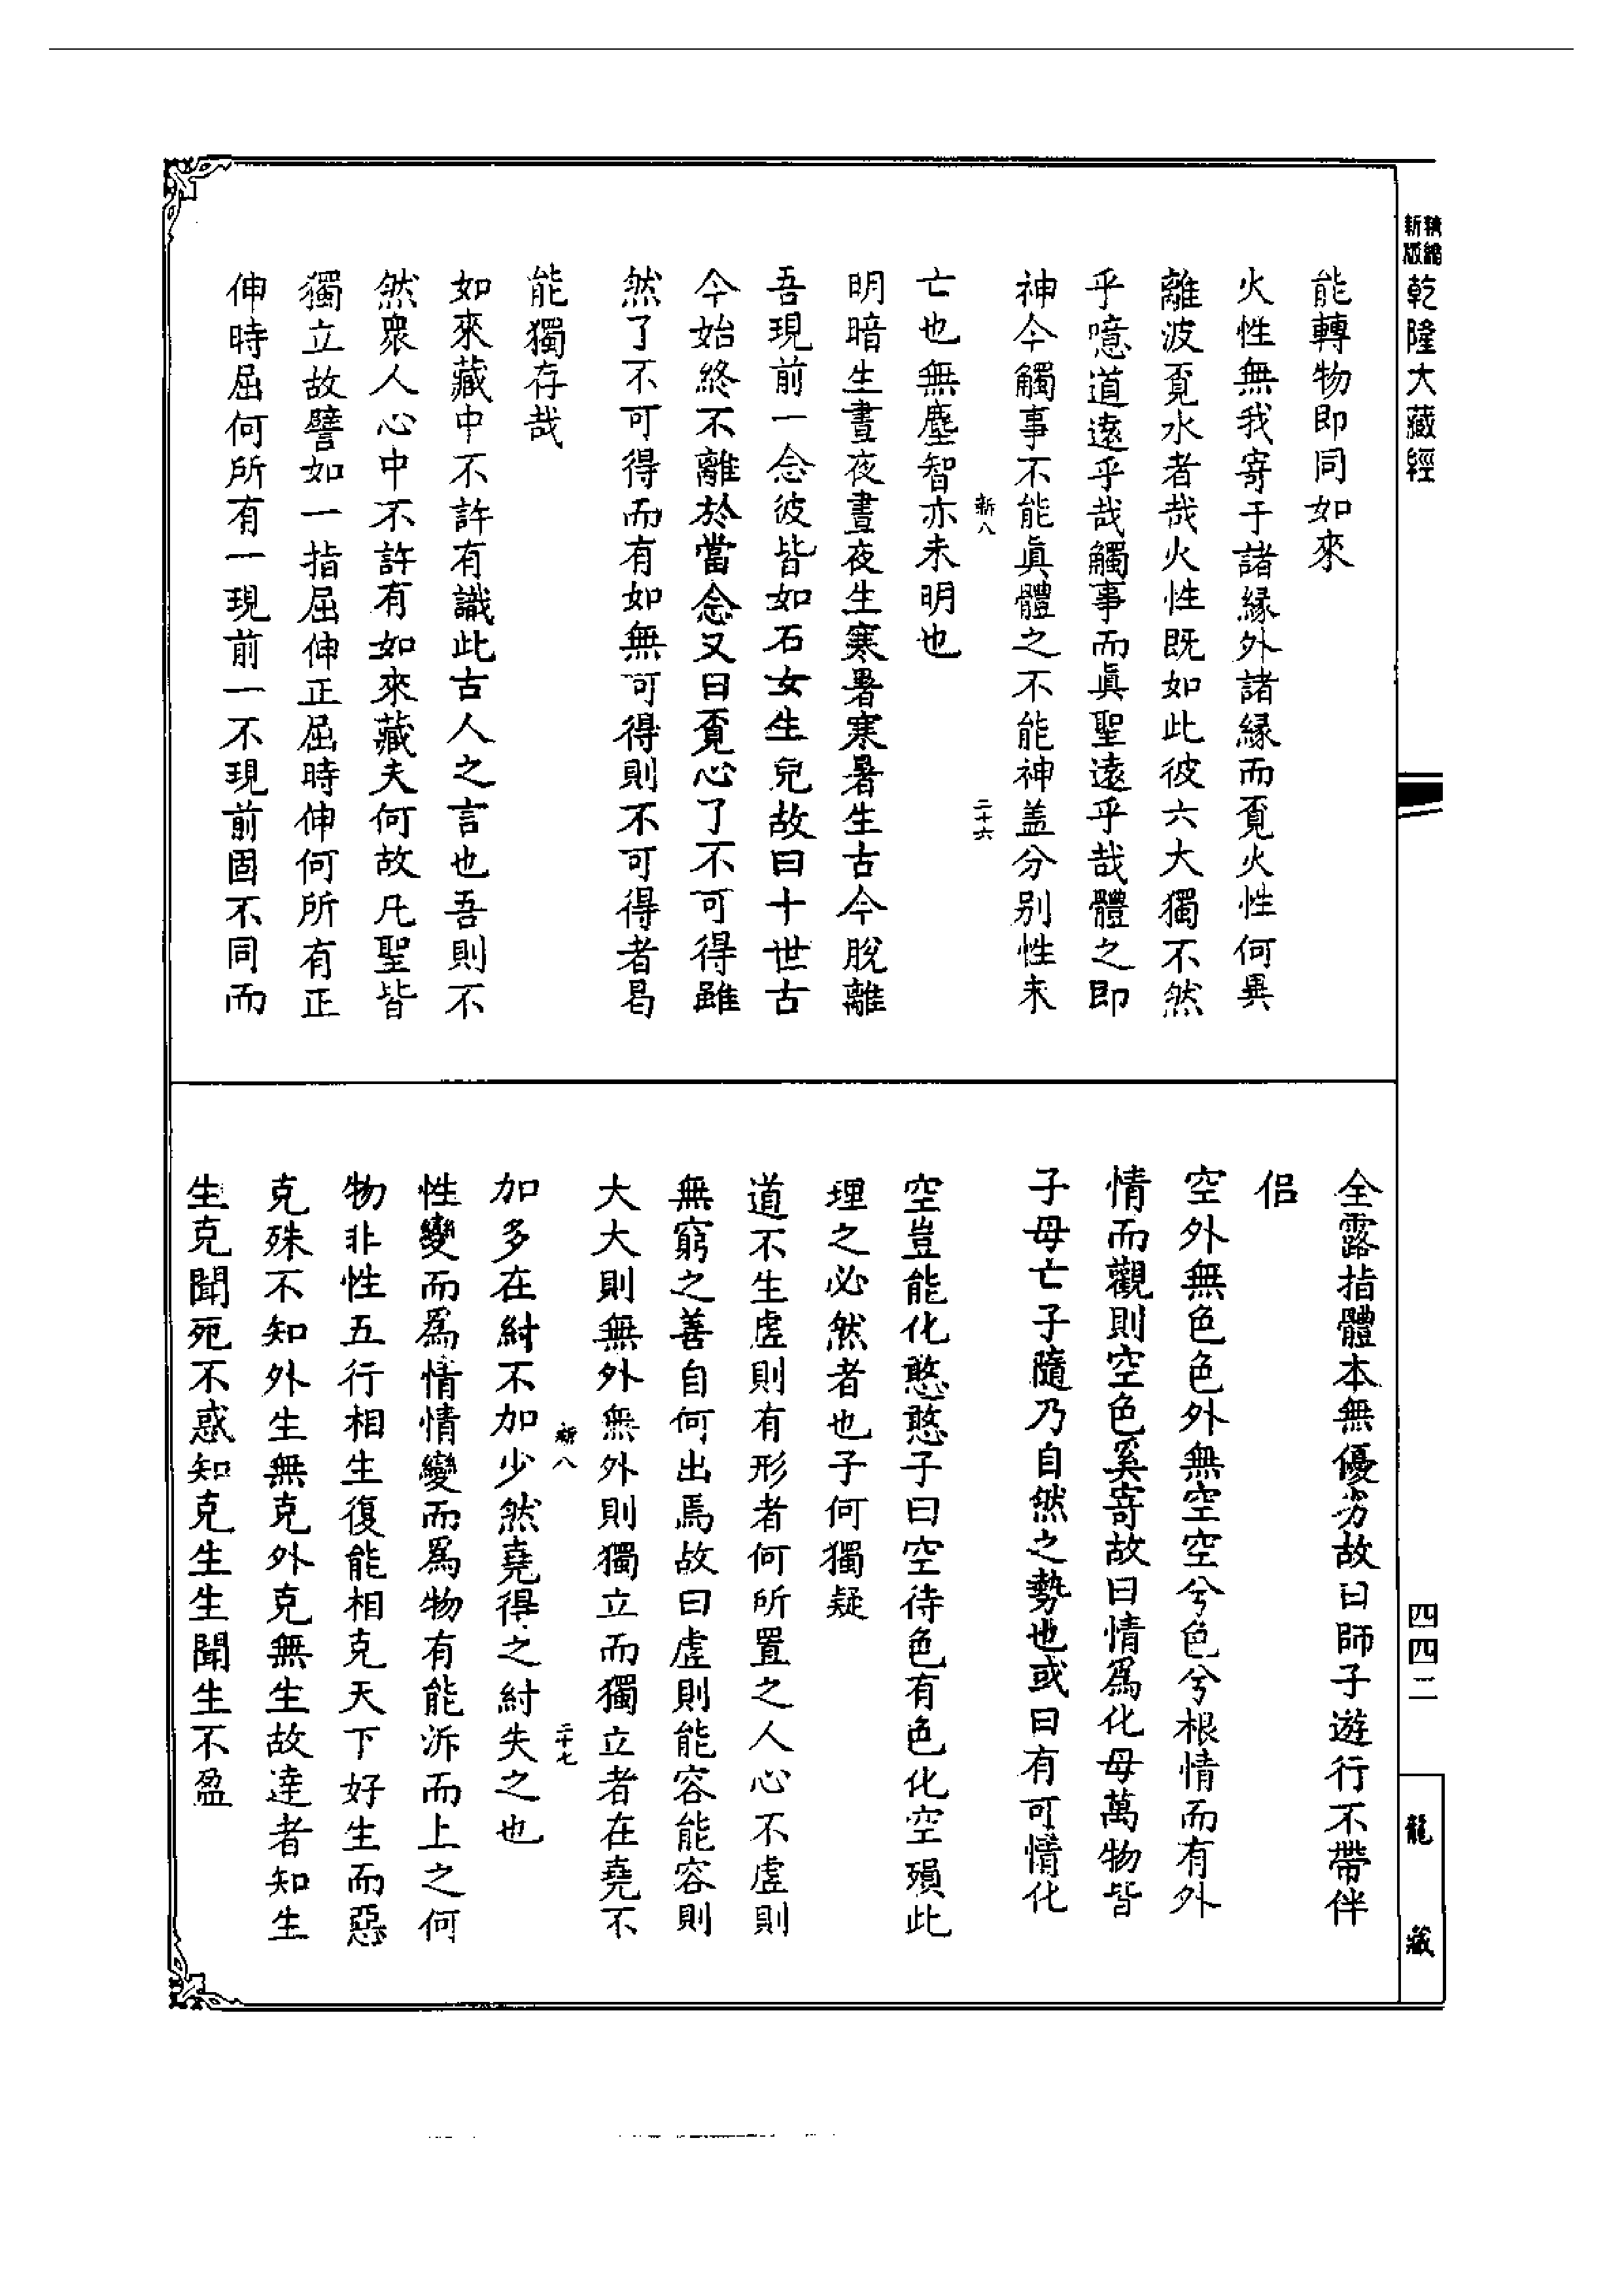 新編縮版乾隆大藏經
能轉物即同如來
火性無我寄于諸緣外諸緣而覔火性何異
離波覔水者哉火性既如此彼六大獨不然
乎噫道遠乎哉觸事而眞聖遠乎哉體之即
神今觸事不能眞體之不能神盖分別性未
新八
二十六
亡也無塵智亦未明也
明暗生晝夜晝夜生寒暑寒暑生古今脫離
吾現前一念彼皆如石女生兒故曰十世古
今始終不離於當念又曰覔心了不可得雖
然了不可得而有如無可得則不可得者曷
能獨存哉
如來藏中不許有識此古人之言也吾則不
然衆人心中不許有如來藏夫何故凡聖皆
獨立故譬如一指屈伸正屈時伸何所有正
伸時屈何所有一現前一不現前固不同而
全露指體本無優劣故曰師子遊行不帶伴
侣
空外無色色外無空空兮色兮根情而有外
情而觀則空色奚寄故曰情爲化母萬物皆
子母亡子隨乃自然之勢也或曰有可情化
空豈能化憨憨子曰空待色有色化空殞此
理之必然者也子何獨疑
道不生虛則有形者何所置之人心不虛則
無窮之善自何出焉故曰虛則能容能容則
大大則無外無外則獨立而獨立者在堯不
新八
二十七
加多在紂不加少然堯得之紂失之也
性變而爲情情變而爲物有能泝而上之何
物非性五行相生復能相克天下好生而惡
克殊不知外生無克外克無生故達者知生
生克聞死不惑知克生生聞生不盈
四四二
龍藏